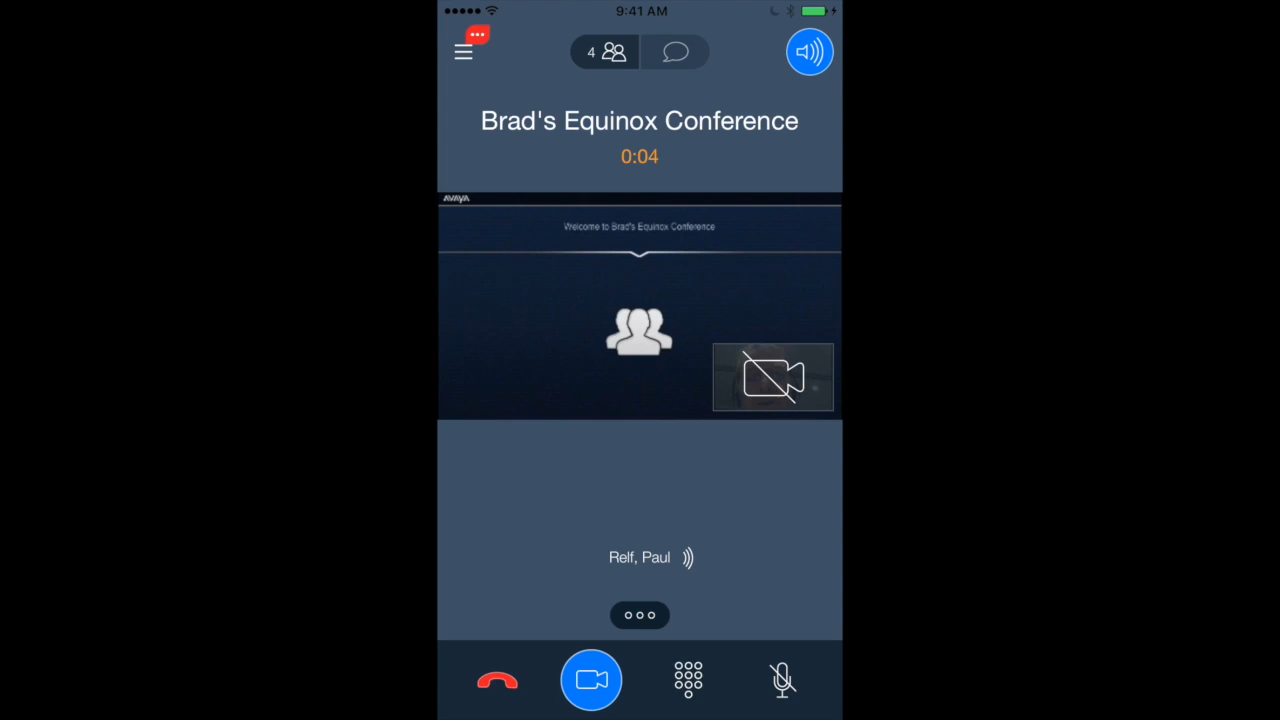 9:41 AM
4
Brad's Equinox Conference
0:04
AVAYA
Welcome to Brad's Equinox Conference
Relf, Paul